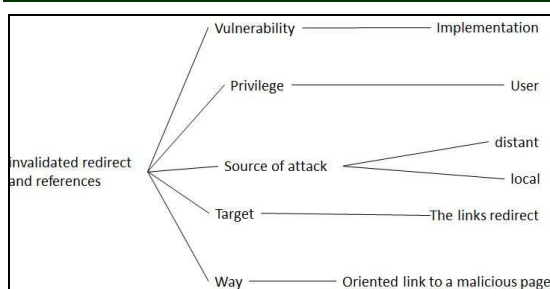 Vulnerability
Implementation
Privilege
User
invalidated redirect
and references
Source of attack
distant
local
Target
The links redirect
Way
Oriented link to a malicious page